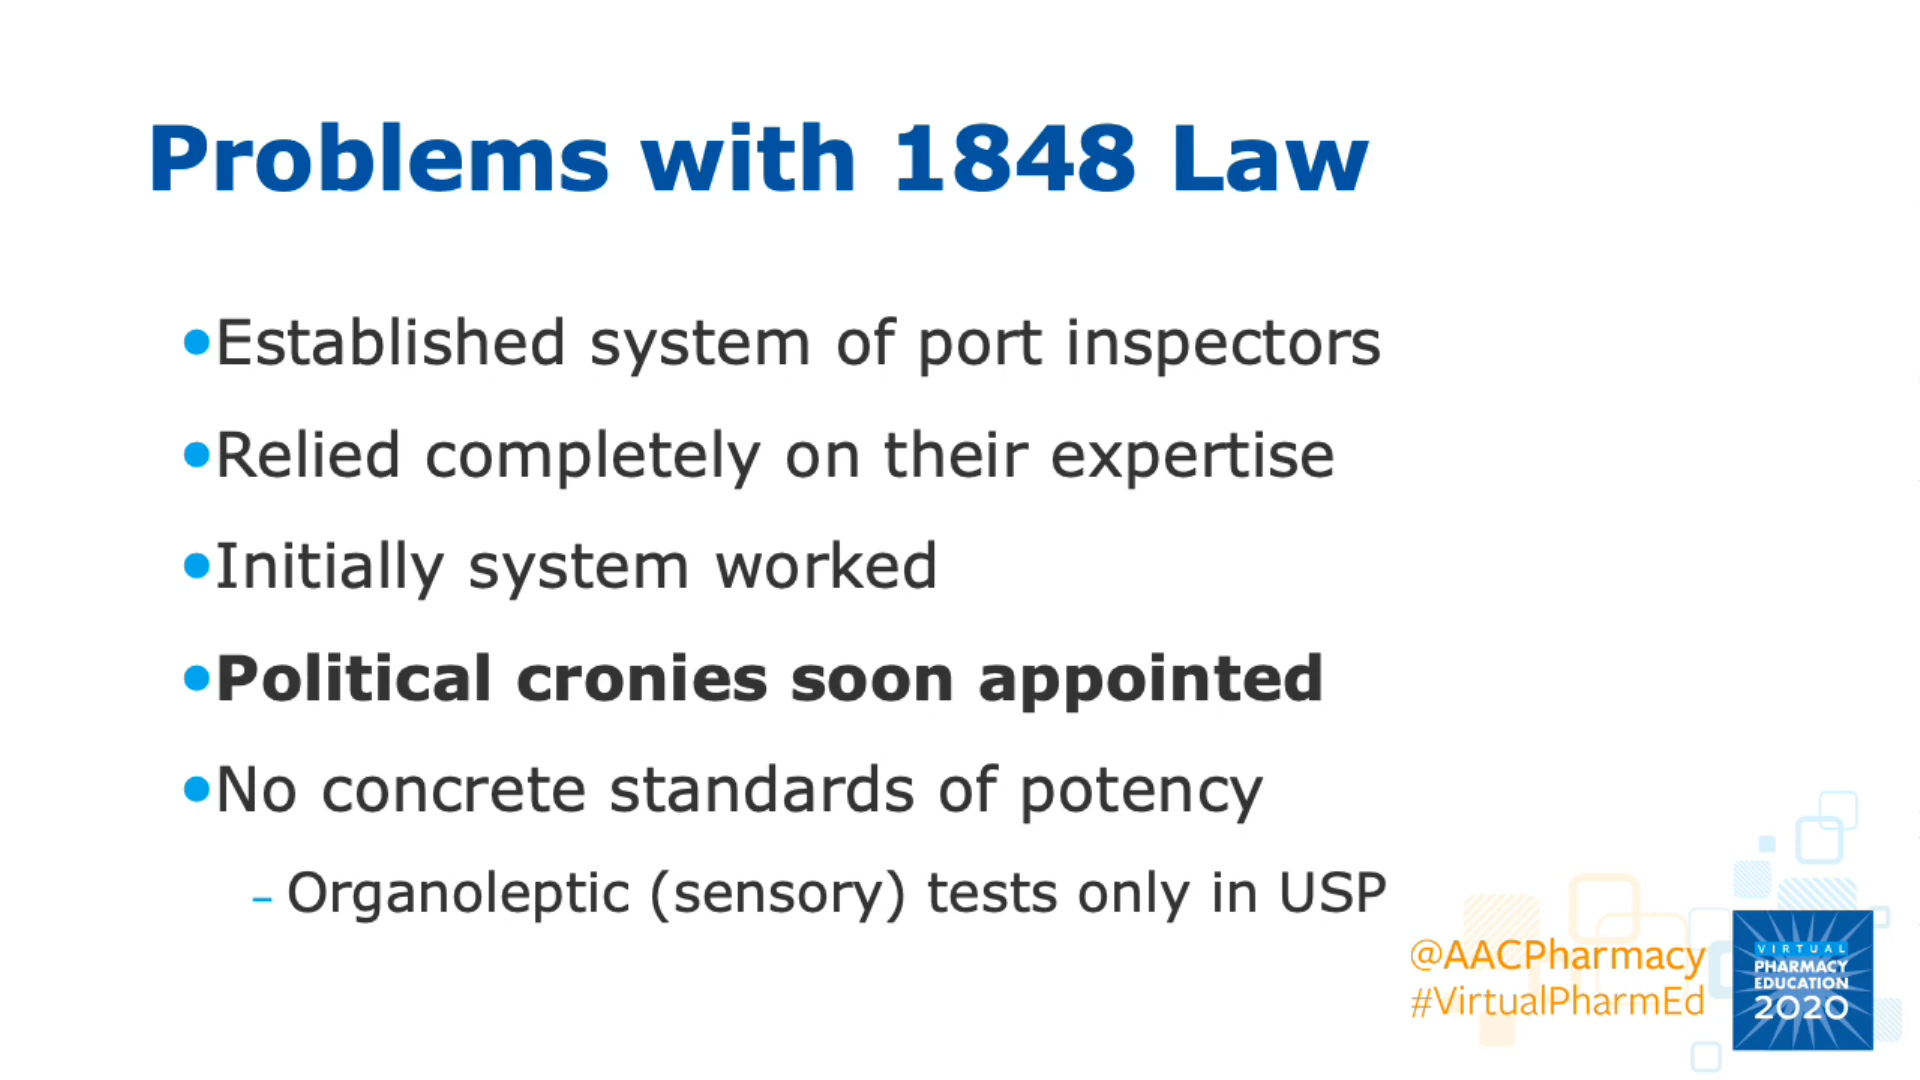 Problems with 1848 Law
•Established system of port inspectors
•Relied completely on their expertise
•Initially system worked
•Political cronies soon appointed
•No concrete standards of potency
– Organoleptic (sensory) tests only in USP
@AACPharmacy
#VirtualPharmEd
VIRTUAL
PHARMACY
EDUCATION
2020